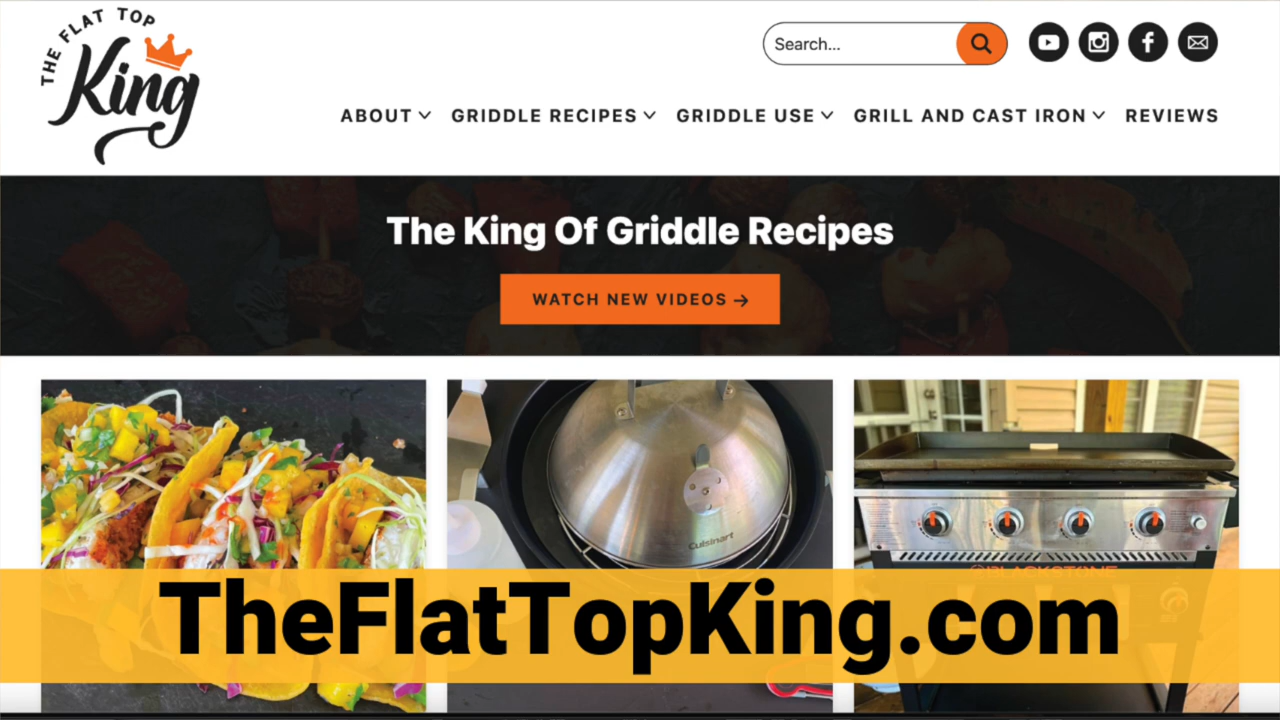 THE FLAT TOP
King
Search...
ABOUT GRIDDLE RECIPES GRIDDLE USE GRILL AND CAST IRON REVIEWS
The King Of Griddle Recipes
WATCH NEW VIDEOS →
Cuisinart
BLACKSTONE
TheFlatTopKing.com